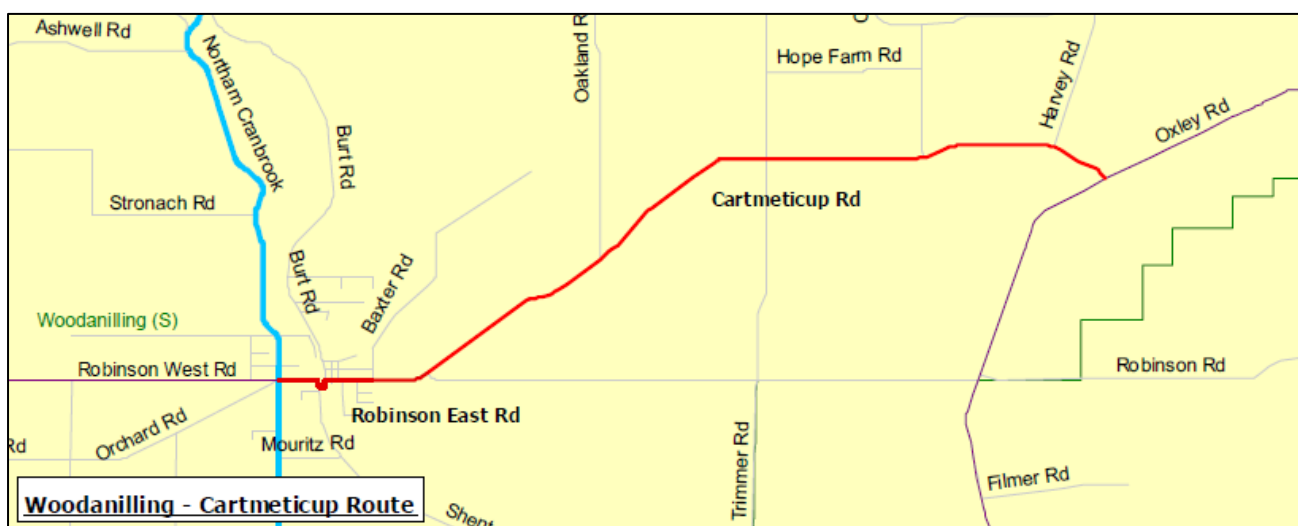 Ashwell Rd
Northam Cranbrook
Burt Rd
Oakland R
Hope Farm Rd
Harvey Rd
Oxley Rd
Stronach Rd
Cartmeticup Rd
Burt Rd
Baxter Rd
Woodanilling (S)
Robinson West Rd
Robinson Rd
Robinson East Rd
Orchard Rd
Rd
Mouritz Rd
Trimmer Rd
Filmer Rd
Woodanilling - Cartmeticup Route
Shent